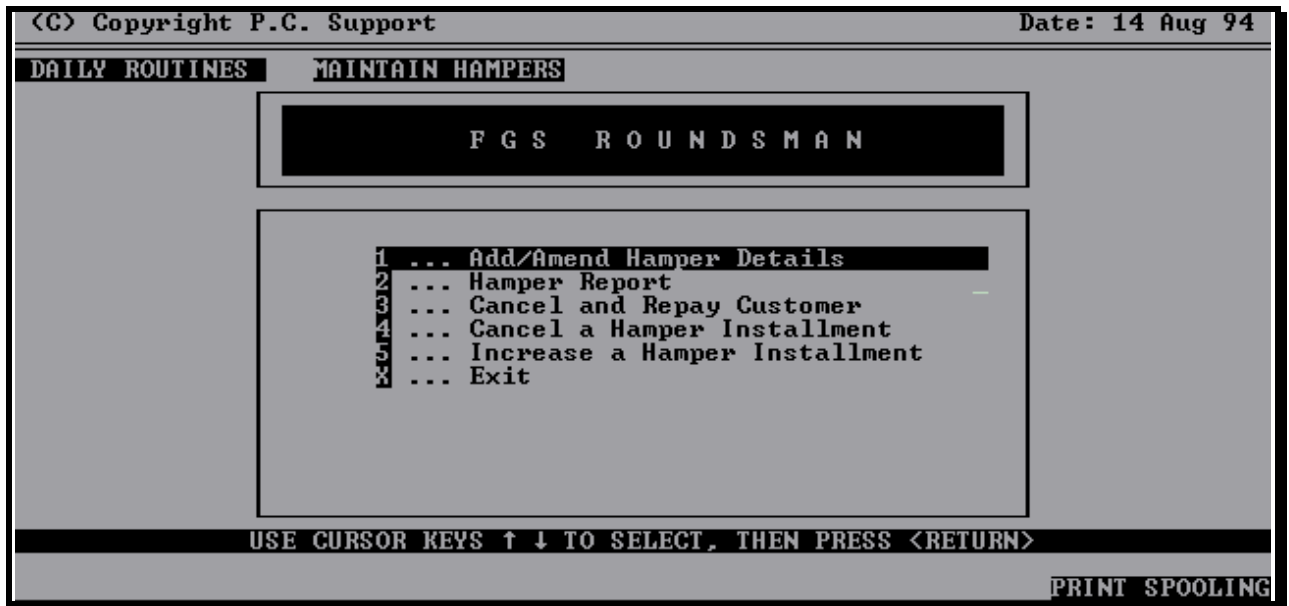 (C) Copyright P.C. Support Date: 14 Aug 94
DAILY ROUTINES MAINTAIN HAMPERS
F G S R O U N D S M A N
1 ... Add/Amend Hamper Details
2 ... Hamper Report
3 ... Cancel and Repay Customer
4 ... Cancel a Hamper Installment
5 ... Increase a Hamper Installment
X ... Exit
USE CURSOR KEYS ↑ ↓ TO SELECT, THEN PRESS <RETURN>
PRINT SPOOLING